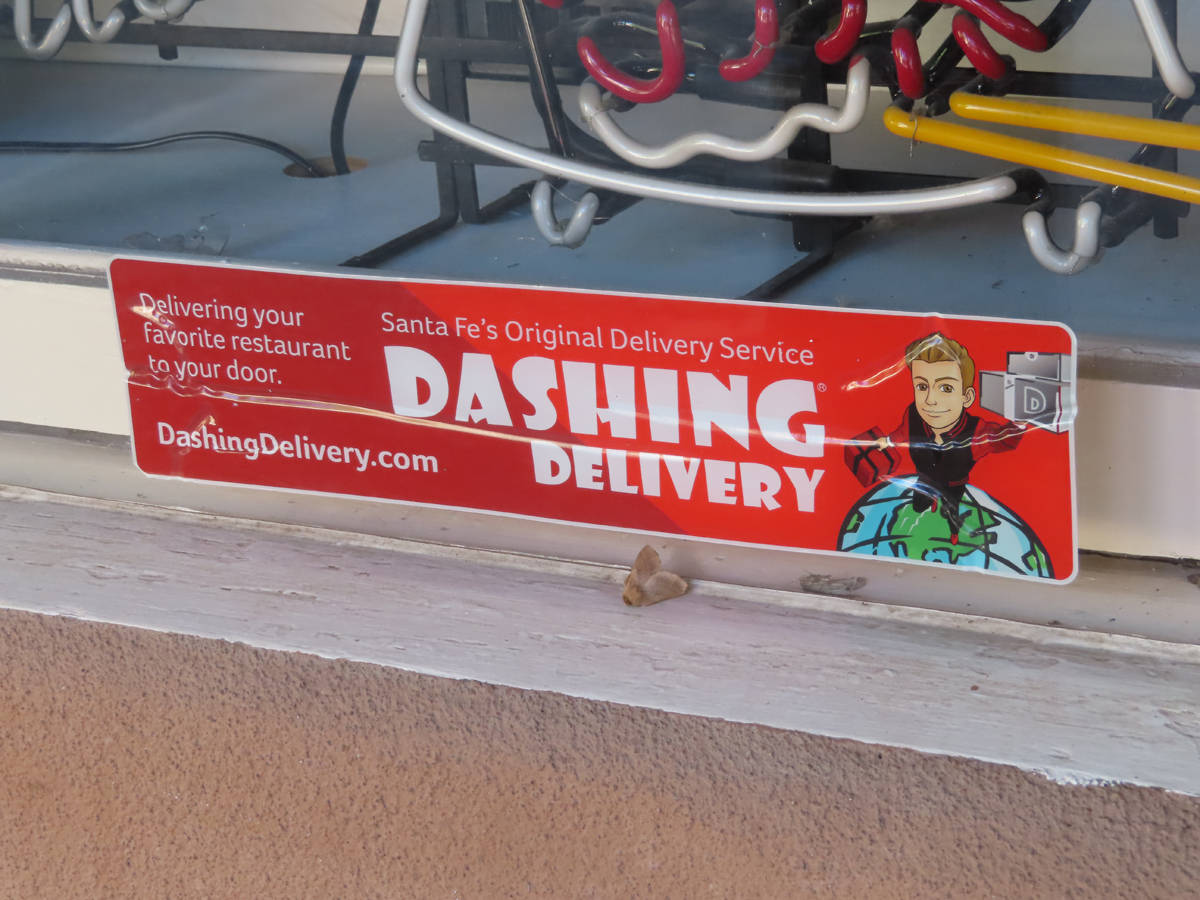 Delivering your
favorite restaurant
to your door.
DashingDelivery.com
Santa Fe's Original Delivery Service
DASHING®
DELIVERY
D